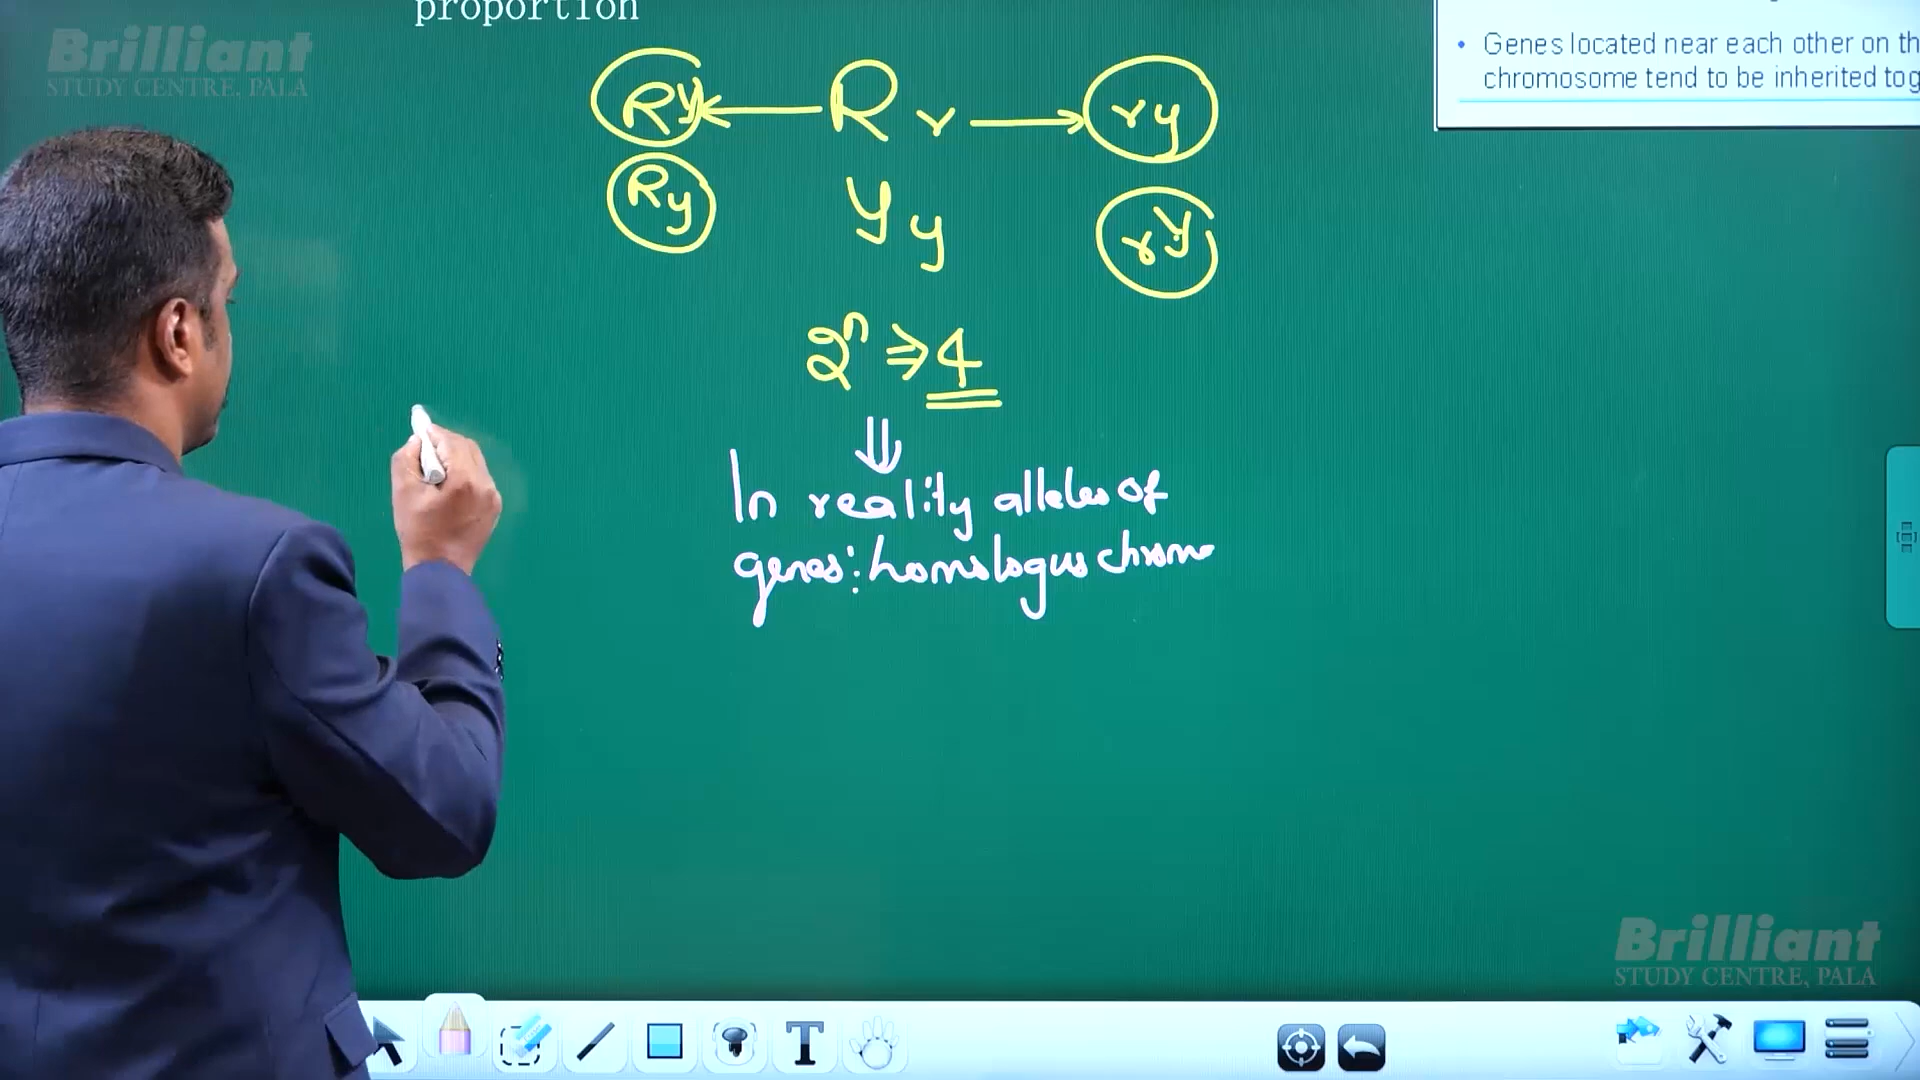 proportion
Brilliant
STUDY CENTRE, PALA
Genes located near each other on th
chromosome tend to be inherited tog
RY ← R r → ry
Ry Y y rY
2ⁿ ⇒ 4
⇓
In reality alleles of
genes : homologus chromo
Brilliant
STUDY CENTRE, PALA
T